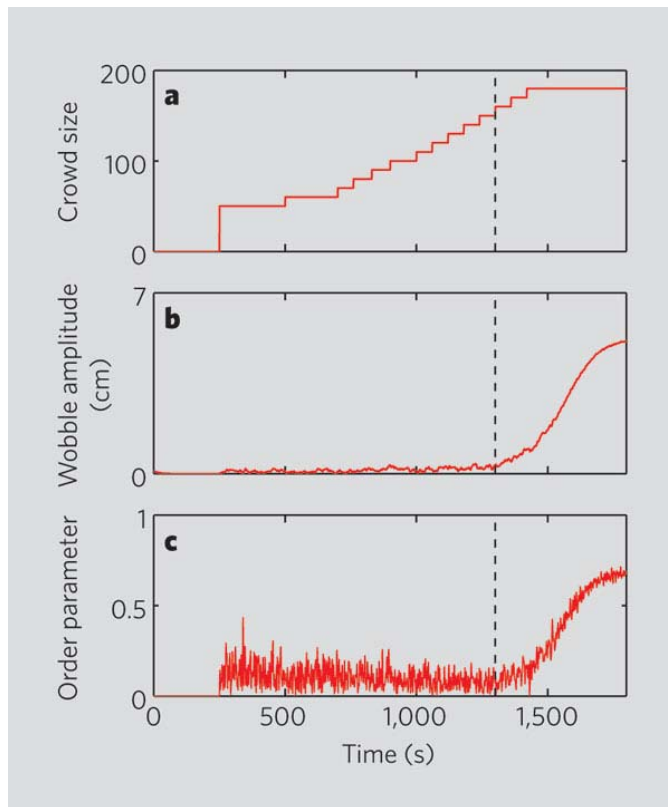 200
a
Crowd size
100
0
7
b
Wobble amplitude
(cm)
0
1
c
Order parameter
0.5
0
0
500
1,000
1,500
Time (s)